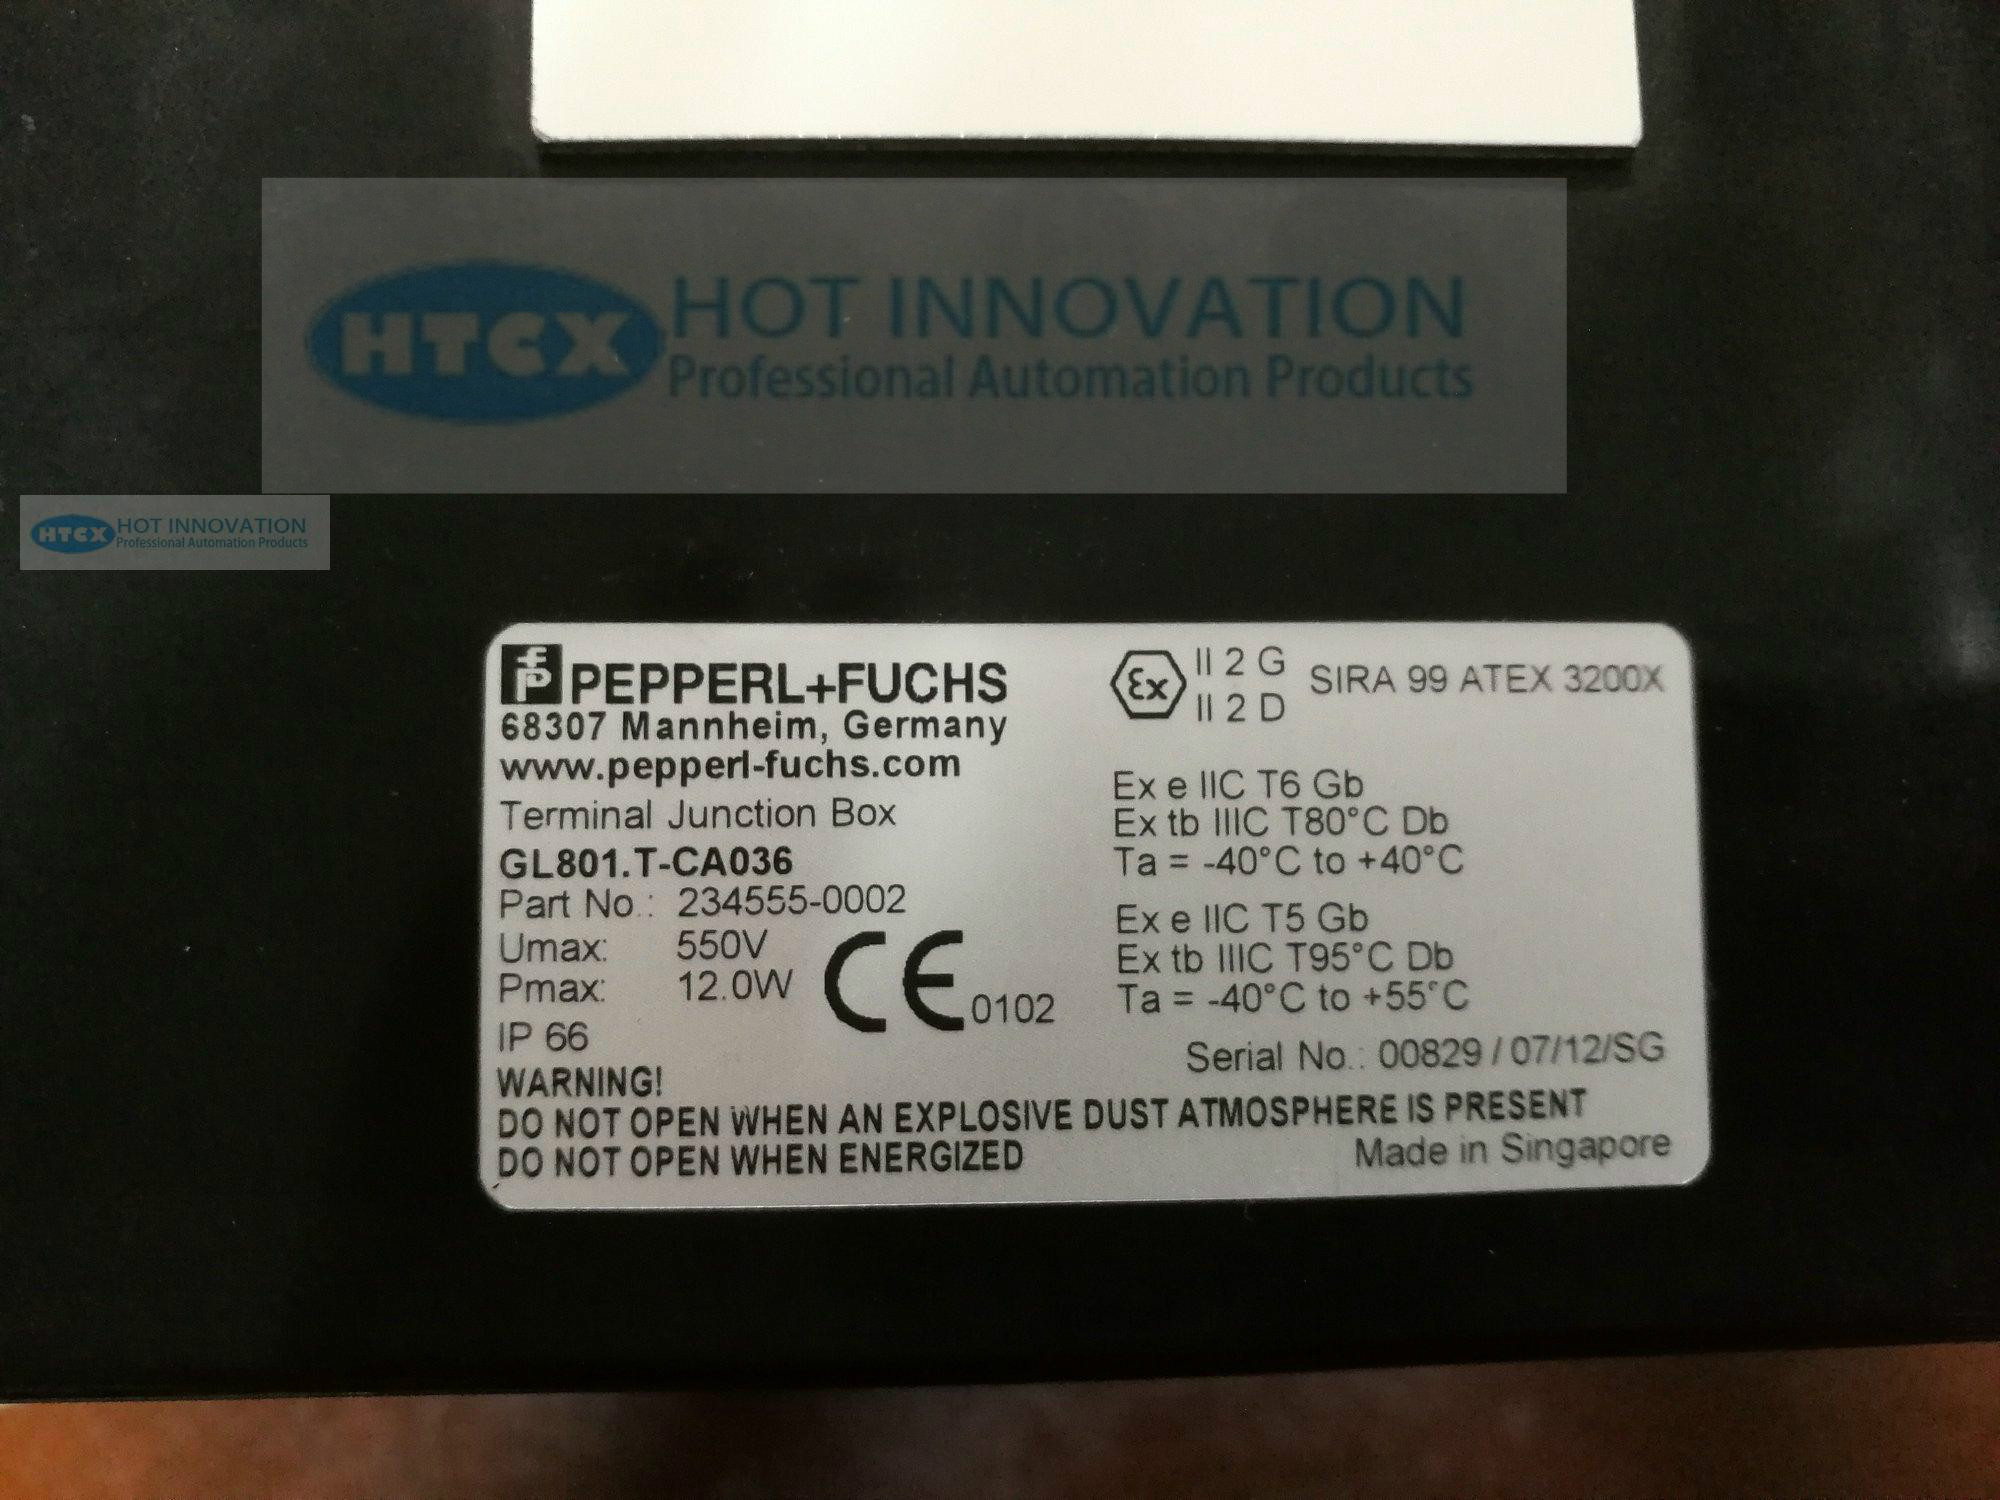 HTCX
HOT INNOVATION
Professional Automation Products
HTCX
HOT INNOVATION
Professional Automation Products
fp PEPPERL+FUCHS
68307 Mannheim, Germany
www.pepperl-fuchs.com
Terminal Junction Box
GL801.T-CA036
Part No.: 234555-0002
Umax: 550V
Pmax: 12.0W
CE 0102
IP 66
Ex II 2 G
II 2 D
SIRA 99 ATEX 3200X
Ex e IIC T6 Gb
Ex tb IIIC T80°C Db
Ta = -40°C to +40°C
Ex e IIC T5 Gb
Ex tb IIIC T95°C Db
Ta = -40°C to +55°C
Serial No.: 00829 / 07/12/SG
WARNING!
DO NOT OPEN WHEN AN EXPLOSIVE DUST ATMOSPHERE IS PRESENT
DO NOT OPEN WHEN ENERGIZED
Made in Singapore